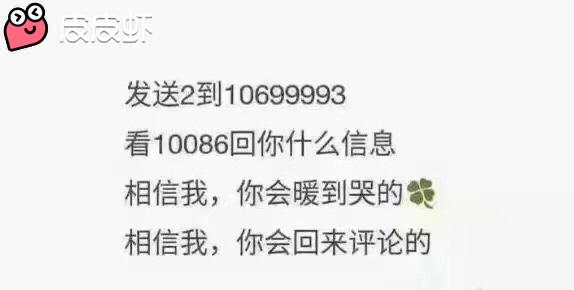 皮皮虾
发送2到10699993
看10086回你什么信息
相信我，你会暖到哭的🍀
相信我，你会回来评论的